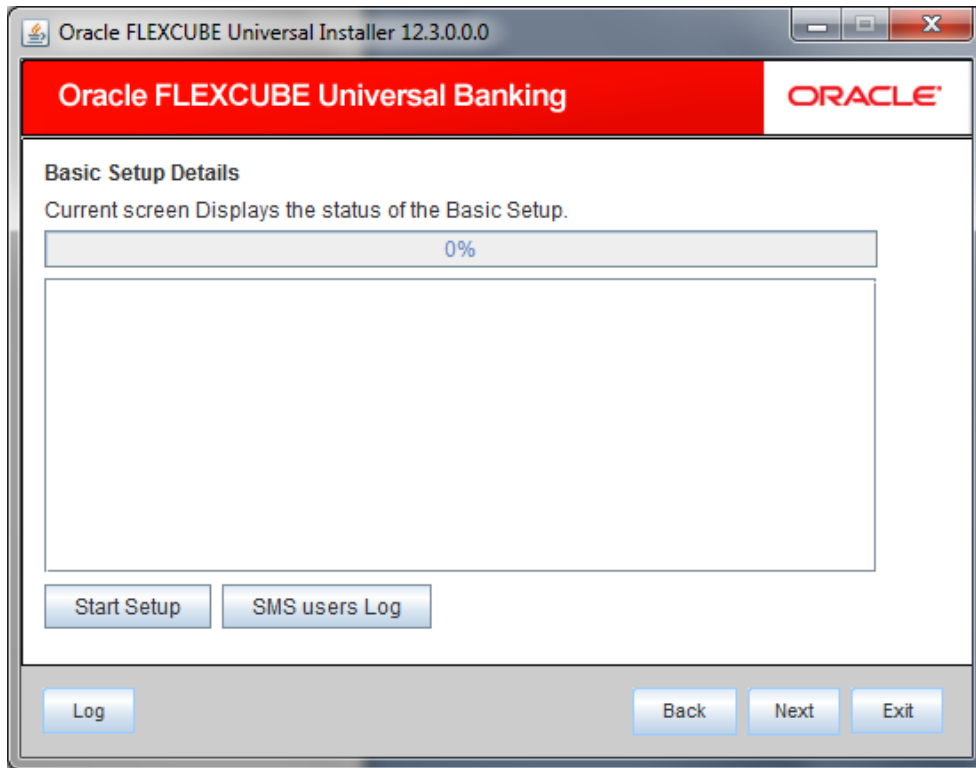 Oracle FLEXCUBE Universal Installer 12.3.0.0.0
Oracle FLEXCUBE Universal Banking
ORACLE
Basic Setup Details
Current screen Displays the status of the Basic Setup.
0%
Start Setup
SMS users Log
Log
Back
Next
Exit